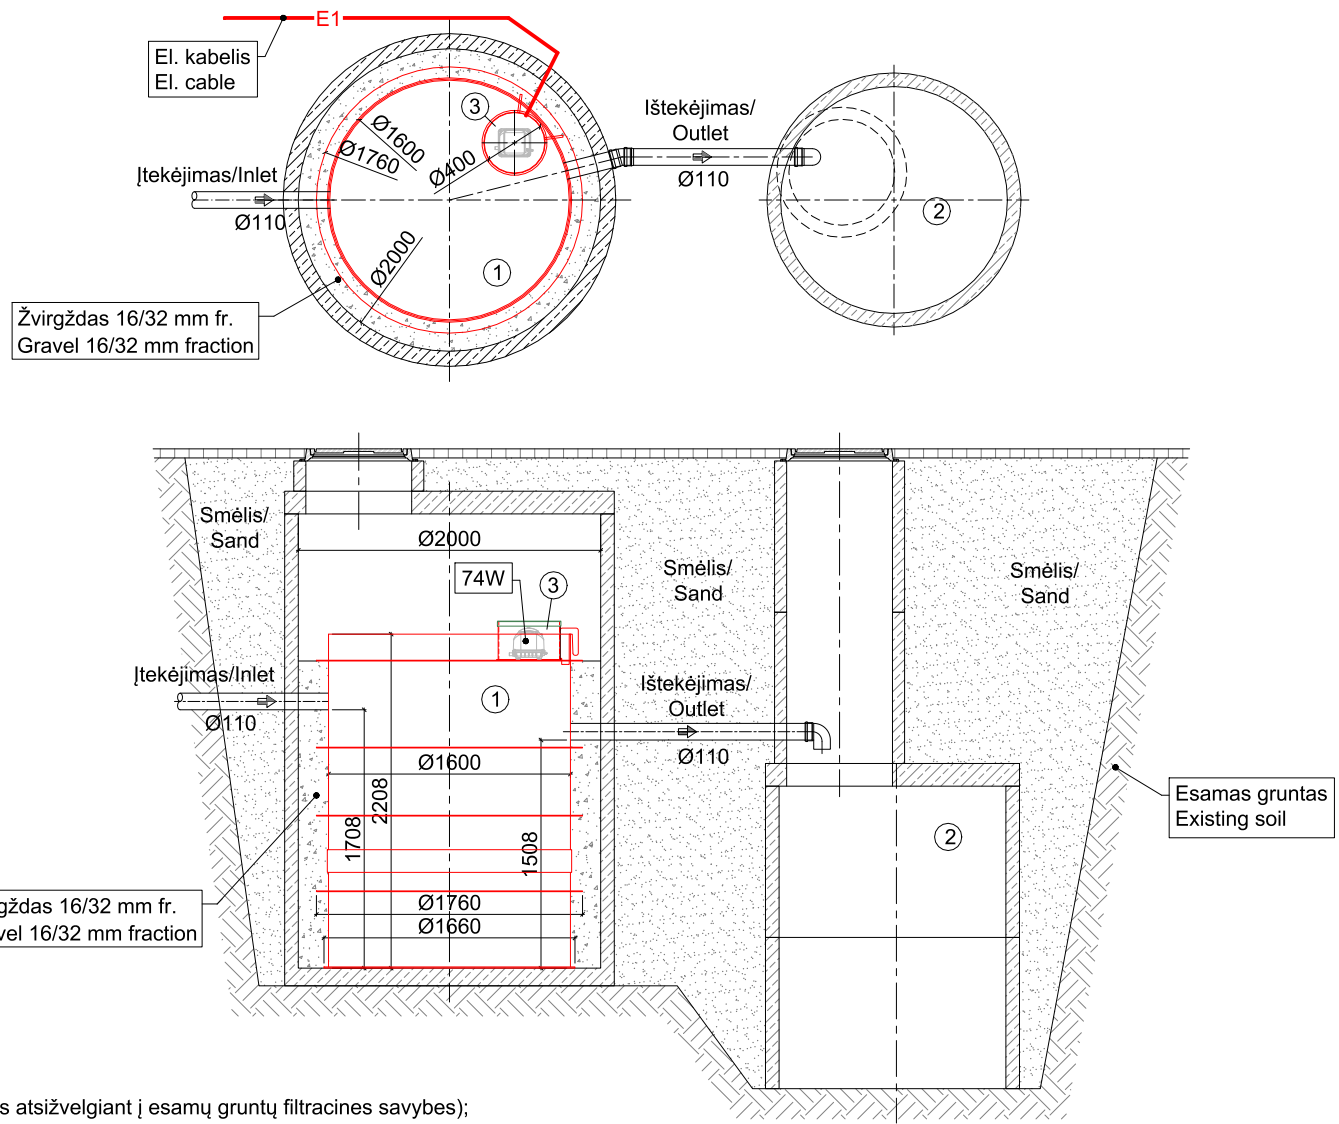 E1
El. kabelis
El. cable
3
Ištekėjimas/
Outlet
Ø1600
Ø1760
Ø400
Įtekėjimas/Inlet
Ø110
Ø110
2
Ø2000
1
Žvirgždas 16/32 mm fr.
Gravel 16/32 mm fraction
Smėlis/
Sand
Ø2000
74W
3
Smėlis/
Sand
Smėlis/
Sand
Įtekėjimas/Inlet
Ø110
1
Ištekėjimas/
Outlet
Ø110
Ø1600
2208
1708
1508
Esamas gruntas
Existing soil
2
gždas 16/32 mm fr.
vel 16/32 mm fraction
Ø1760
Ø1660
s atsižvelgiant į esamų gruntų filtracines savybes);